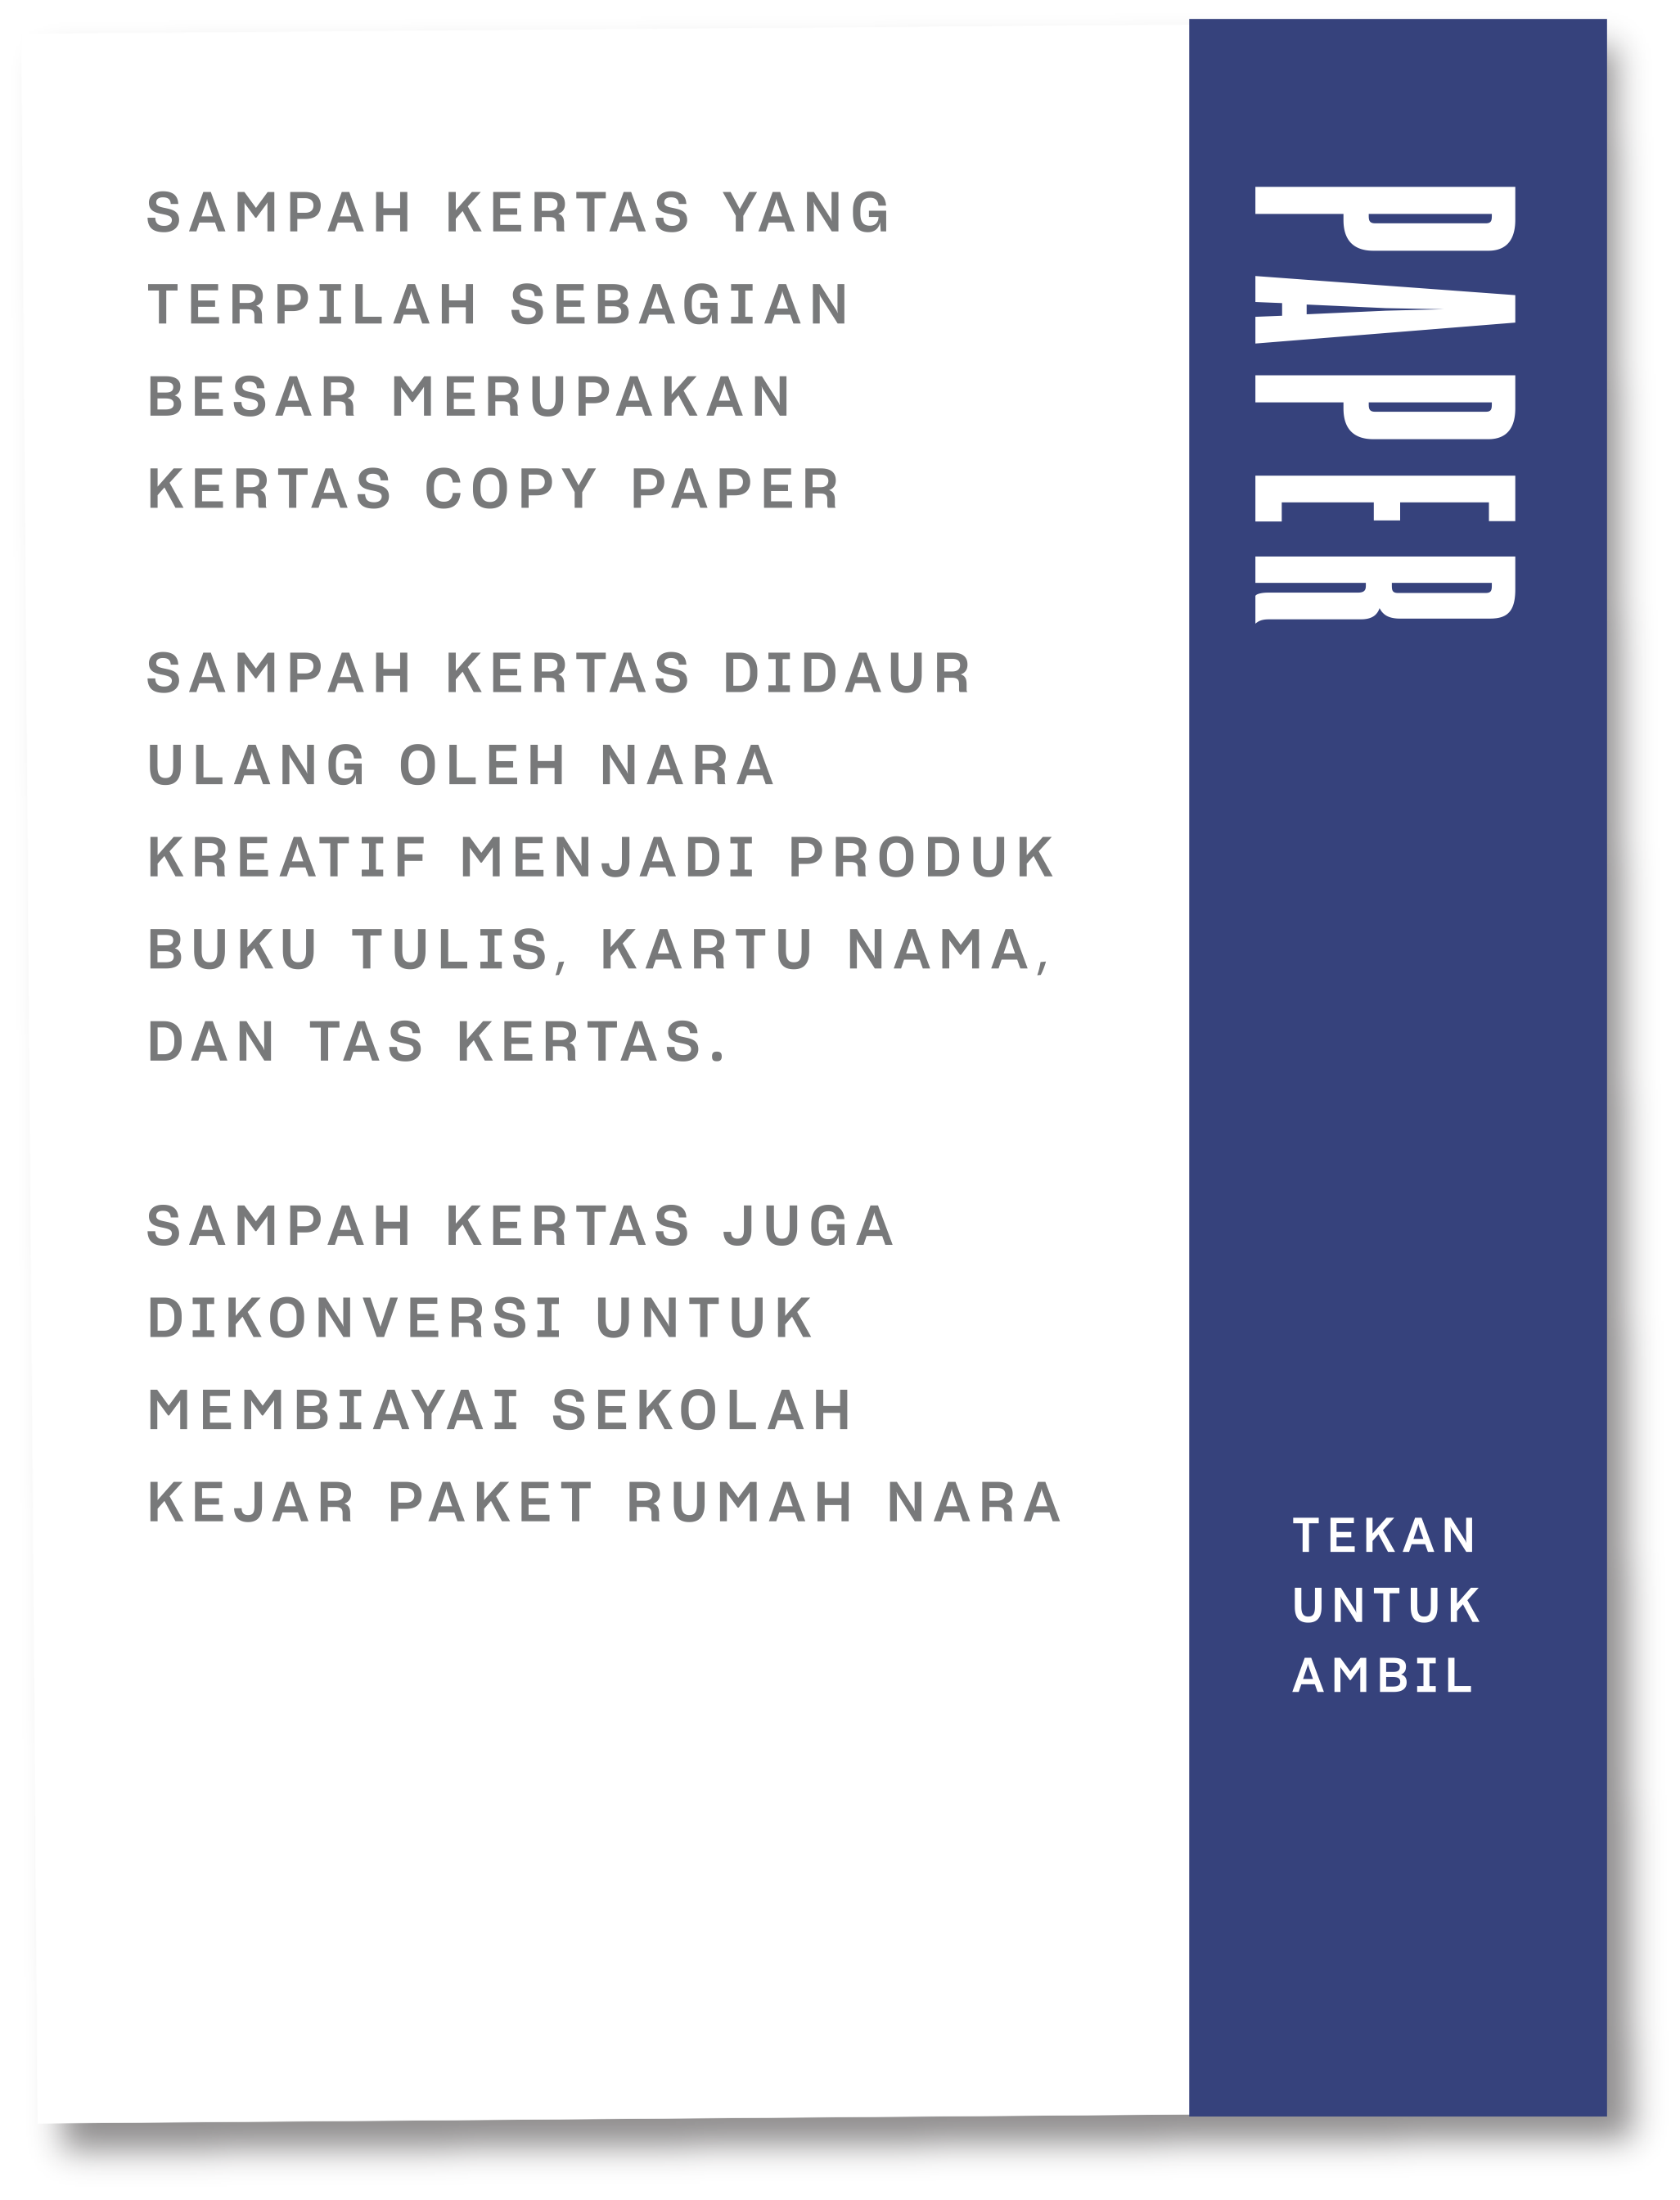 SAMPAH KERTAS YANG
TERPILAH SEBAGIAN
BESAR MERUPAKAN
KERTAS COPY PAPER
SAMPAH KERTAS DIDAUR
ULANG OLEH NARA
KREATIF MENJADI PRODUK
BUKU TULIS, KARTU NAMA,
DAN TAS KERTAS.
SAMPAH KERTAS JUGA
DIKONVERSI UNTUK
MEMBIAYAI SEKOLAH
KEJAR PAKET RUMAH NARA
PAPER
TEKAN
UNTUK
AMBIL